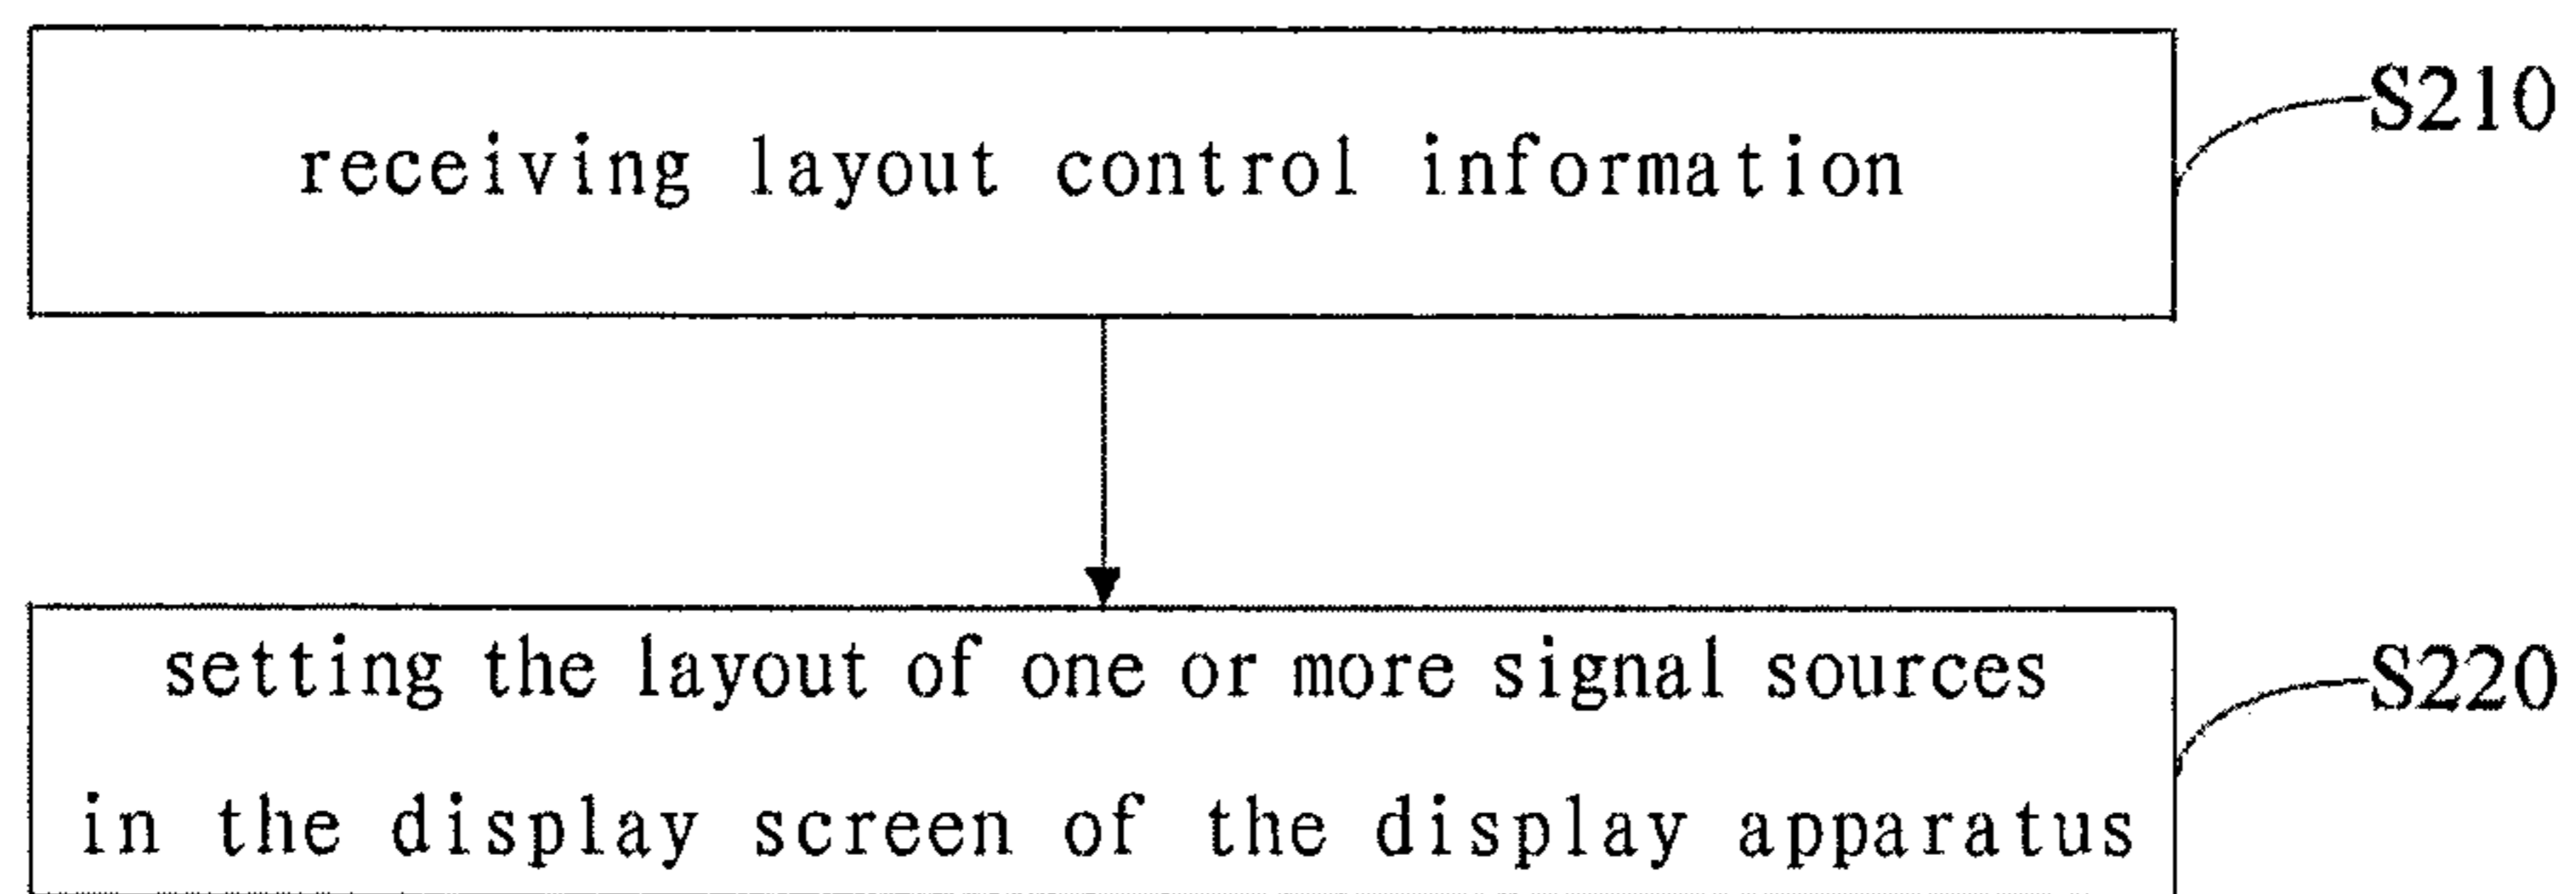 receiving layout control information
S210
setting the layout of one or more signal sources
in the display screen of the display apparatus
S220